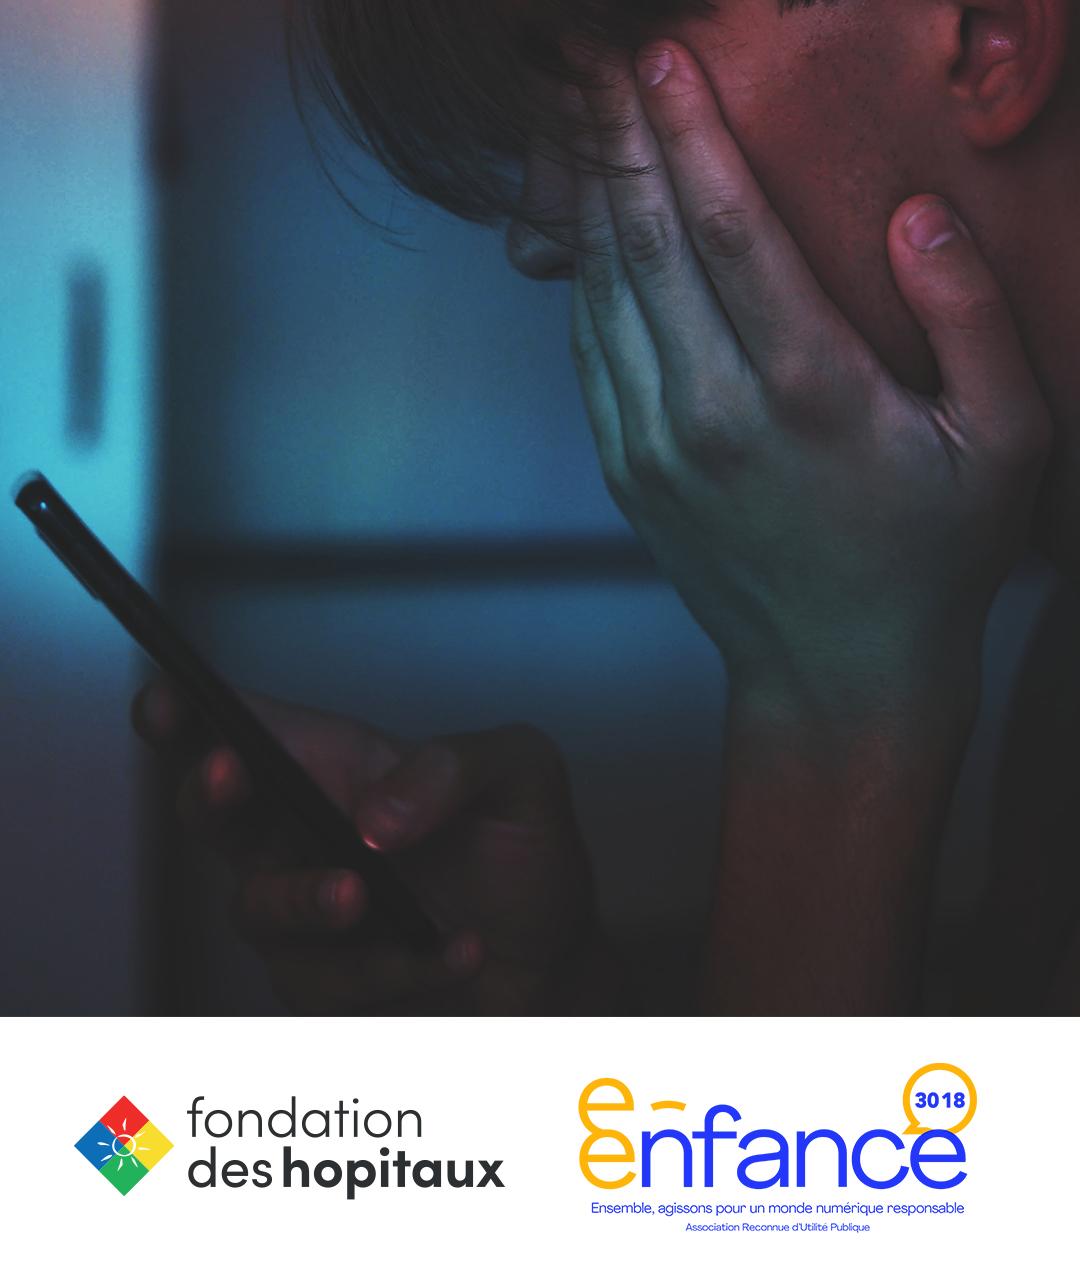 fondation
des hopitaux
e-enfance
3018
Ensemble, agissons pour un monde numérique responsable
Association Reconnue d'Utilité Publique